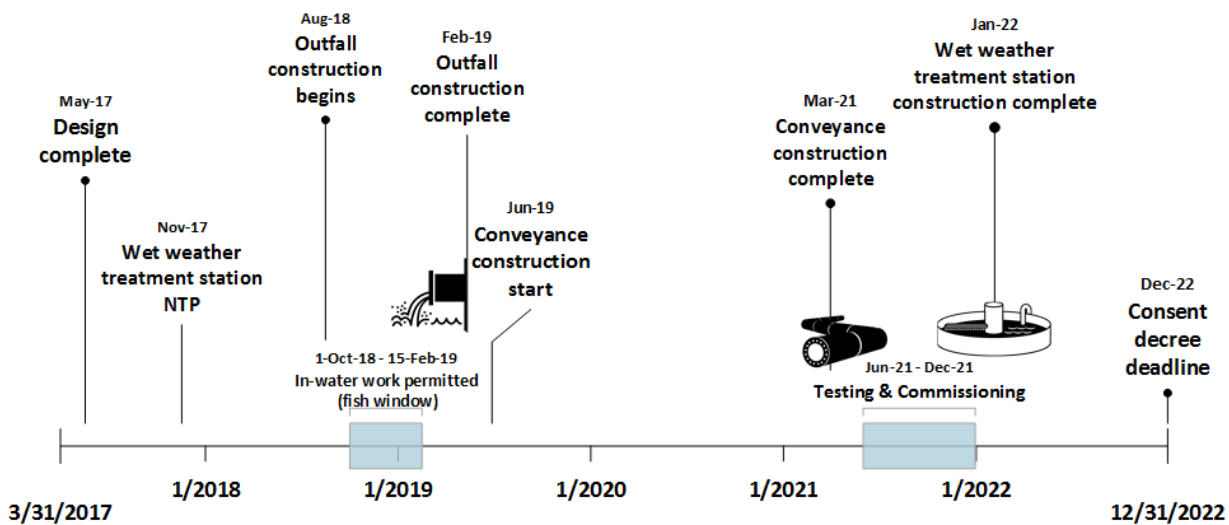 May-17
Design
complete
Nov-17
Wet weather
treatment station
NTP
Aug-18
Outfall
construction
begins
Feb-19
Outfall
construction
complete
Jun-19
Conveyance
construction
start
1-Oct-18 - 15-Feb-19
In-water work permitted
(fish window)
Mar-21
Conveyance
construction
complete
Jan-22
Wet weather
treatment station
construction complete
Jun-21 - Dec-21
Testing & Commissioning
Dec-22
Consent
decree
deadline
3/31/2017
1/2018
1/2019
1/2020
1/2021
1/2022
12/31/2022